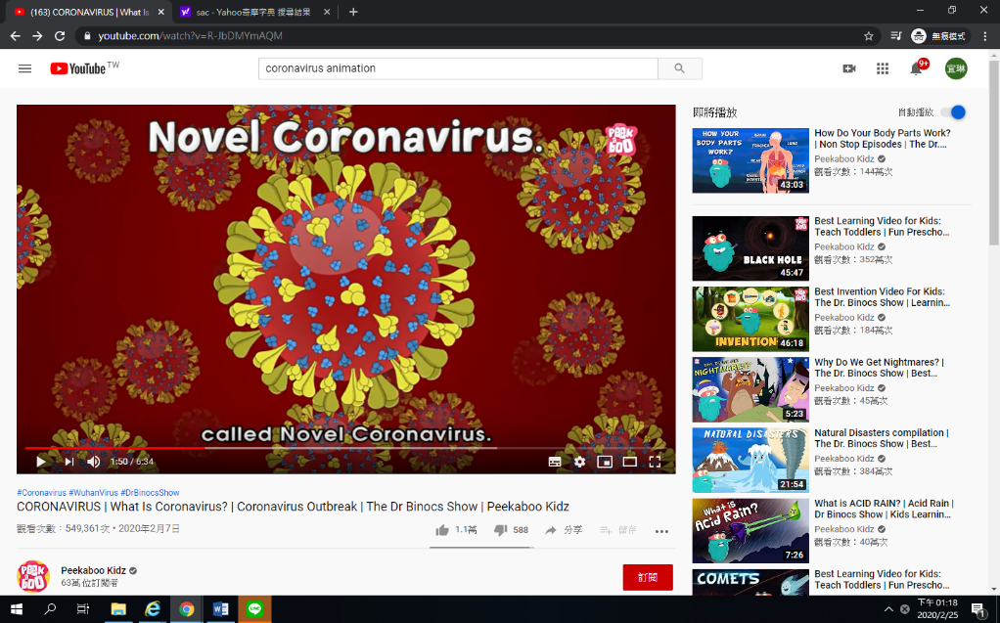 (163) CORONAVIRUS | What Is
sac - Yahoo奇摩字典 搜尋結果
youtube.com/watch?v=R-JbDMYmAQM
無痕模式
YouTube TW
coronavirus animation
9+
宜琳
Novel Coronavirus.
PEEK A BOO
called Novel Coronavirus.
1:50 / 6:34
#Coronavirus #WuhanVirus #DrBinocsShow
CORONAVIRUS | What Is Coronavirus? | Coronavirus Outbreak | The Dr Binocs Show | Peekaboo Kidz
觀看次數：549,361次 • 2020年2月7日
1.1萬
588
分享
儲存
Peekaboo Kidz
63萬 位訂閱者
訂閱
即將播放
自動播放
HOW YOUR BODY PARTS WORK?
43:03
How Do Your Body Parts Work?
| Non Stop Episodes | The Dr....
Peekaboo Kidz
觀看次數：144萬次
BLACK HOLE
45:47
Best Learning Video for Kids:
Teach Toddlers | Fun Prescho...
Peekaboo Kidz
觀看次數：352萬次
INVENTION
46:18
Best Invention Video For Kids:
The Dr. Binocs Show | Learnin...
Peekaboo Kidz
觀看次數：184萬次
5:23
Why Do We Get Nightmares? |
The Dr. Binocs Show | Best...
Peekaboo Kidz
觀看次數：45萬次
NATURAL DISASTERS
21:54
Natural Disasters compilation |
The Dr. Binocs Show | Best...
Peekaboo Kidz
觀看次數：384萬次
What is Acid Rain?
7:26
What is ACID RAIN? | Acid Rain |
Dr Binocs Show | Kids Learnin...
Peekaboo Kidz
觀看次數：40萬次
COMETS
Best Learning Video for Kids:
Teach Toddlers | Fun Prescho...
下午 01:18
2020/2/25
1